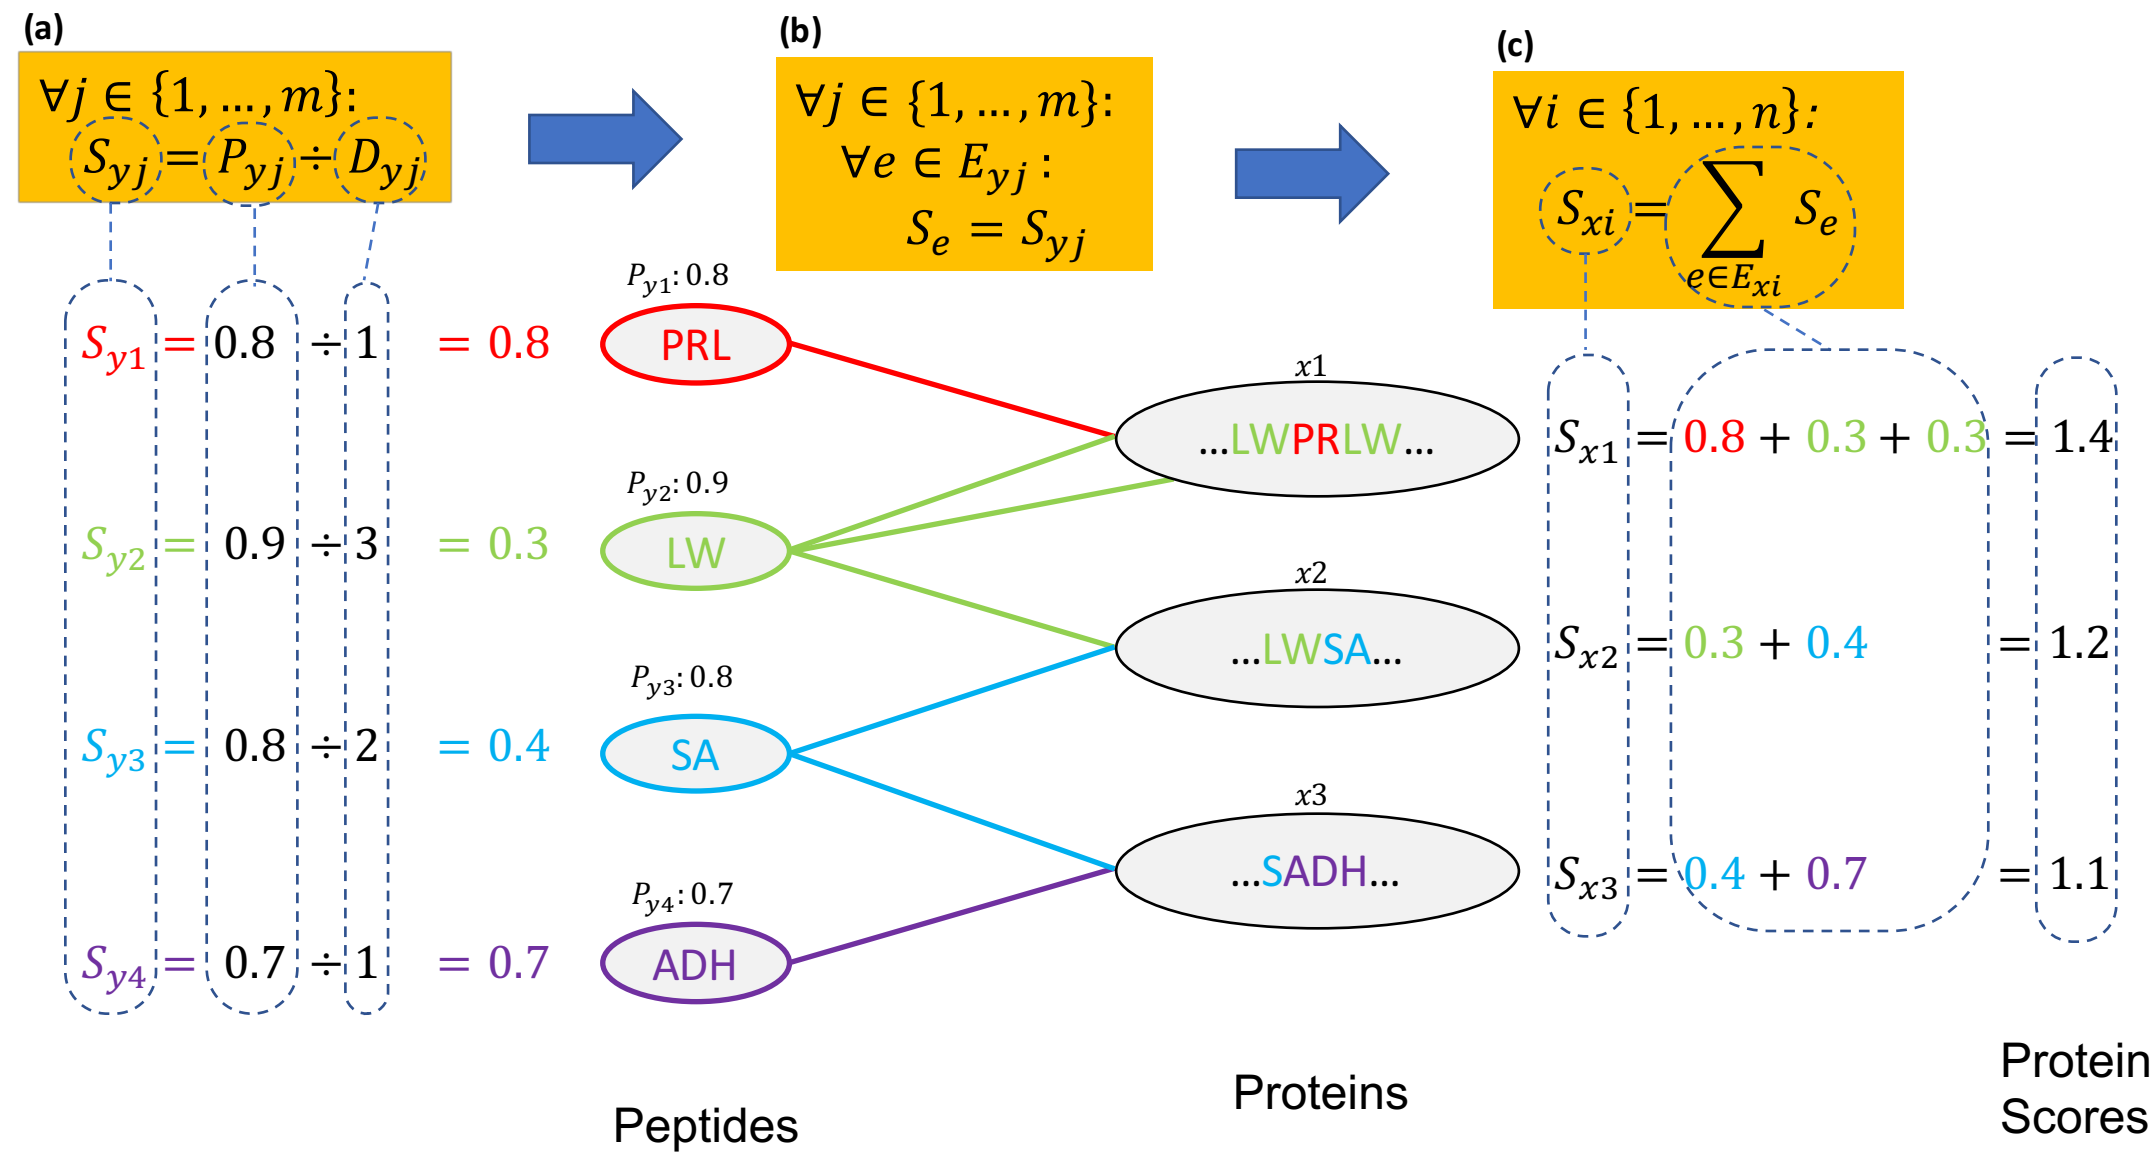 (a)
∀j ∈ {1, ..., m}:
S_yj = P_yj ÷ D_yj
(b)
∀j ∈ {1, ..., m}:
∀e ∈ E_yj :
S_e = S_yj
(c)
∀i ∈ {1, ..., n}:
S_xi = ∑ S_e
e∈E_xi
S_y1 = 0.8 ÷ 1 = 0.8
S_y2 = 0.9 ÷ 3 = 0.3
S_y3 = 0.8 ÷ 2 = 0.4
S_y4 = 0.7 ÷ 1 = 0.7
P_y1: 0.8
PRL
P_y2: 0.9
LW
P_y3: 0.8
SA
P_y4: 0.7
ADH
Peptides
x1
...LWPRLW...
x2
...LWSA...
x3
...SADH...
Proteins
S_x1 = 0.8 + 0.3 + 0.3 = 1.4
S_x2 = 0.3 + 0.4 = 1.2
S_x3 = 0.4 + 0.7 = 1.1
Protein
Scores